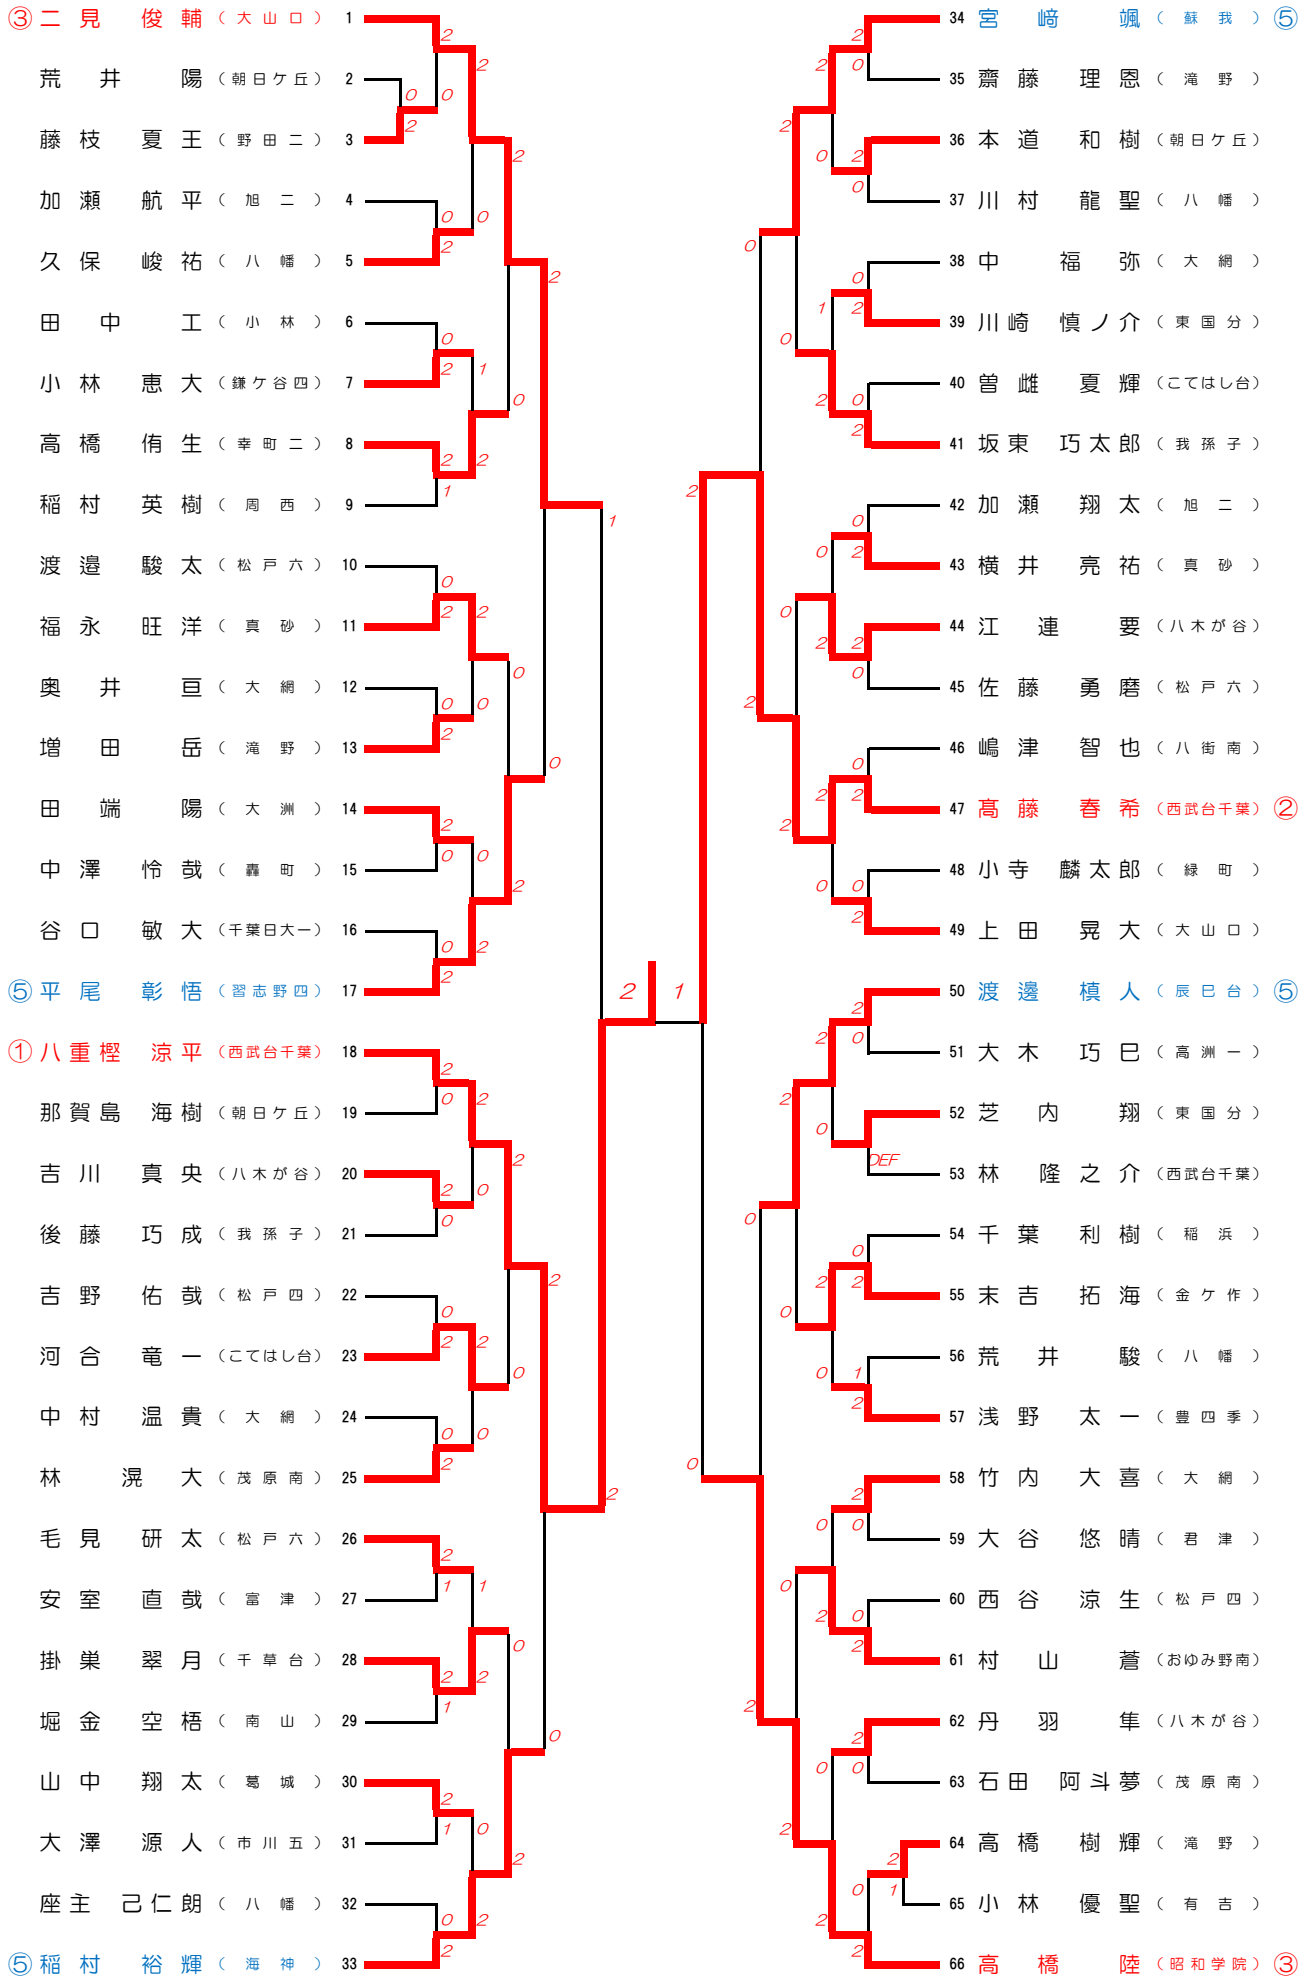 ③ 二見 俊輔 (大山口) 1
荒井 陽 (朝日ケ丘) 2
藤枝 夏王 (野田二) 3
加瀬 航平 (旭二) 4
久保 峻祐 (八幡) 5
田中 工 (小林) 6
小林 恵大 (鎌ケ谷四) 7
高橋 侑生 (幸町二) 8
稲村 英樹 (周西) 9
渡邉 駿太 (松戸六) 10
福永 旺洋 (真砂) 11
奥井 亘 (大網) 12
増田 岳 (滝野) 13
田端 陽 (大洲) 14
中澤 怜哉 (轟町) 15
谷口 敏大 (千葉日大一) 16
⑤ 平尾 彰悟 (習志野四) 17
① 八重樫 涼平 (西武台千葉) 18
那賀島 海樹 (朝日ケ丘) 19
吉川 真央 (八木が谷) 20
後藤 巧成 (我孫子) 21
吉野 佑哉 (松戸四) 22
河合 竜一 (こてはし台) 23
中村 温貴 (大網) 24
林 滉大 (茂原南) 25
毛見 研太 (松戸六) 26
安室 直哉 (富津) 27
掛巣 翠月 (千草台) 28
堀金 空梧 (南山) 29
山中 翔太 (葛城) 30
大澤 源人 (市川五) 31
座主 己仁朗 (八幡) 32
⑤ 稲村 裕輝 (海神) 33
2 1
34 宮﨑 颯 (蘇我) ⑤
35 齋藤 理恩 (滝野)
36 本道 和樹 (朝日ケ丘)
37 川村 龍聖 (八幡)
38 中 福弥 (大網)
39 川崎 慎ノ介 (東国分)
40 曽雌 夏輝 (こてはし台)
41 坂東 巧太郎 (我孫子)
42 加瀬 翔太 (旭二)
43 横井 亮祐 (真砂)
44 江連 要 (八木が谷)
45 佐藤 勇磨 (松戸六)
46 嶋津 智也 (八街南)
47 髙藤 春希 (西武台千葉) ②
48 小寺 麟太郎 (緑町)
49 上田 晃大 (大山口)
50 渡邊 槙人 (辰巳台) ⑤
51 大木 巧巳 (高洲一)
52 芝内 翔 (東国分)
DEF
53 林 隆之介 (西武台千葉)
54 千葉 利樹 (稲浜)
55 末吉 拓海 (金ケ作)
56 荒井 駿 (八幡)
57 浅野 太一 (豊四季)
58 竹内 大喜 (大網)
59 大谷 悠晴 (君津)
60 西谷 涼生 (松戸四)
61 村山 蒼 (おゆみ野南)
62 丹羽 隼 (八木が谷)
63 石田 阿斗夢 (茂原南)
64 高橋 樹輝 (滝野)
65 小林 優聖 (有吉)
66 高橋 陸 (昭和学院) ③